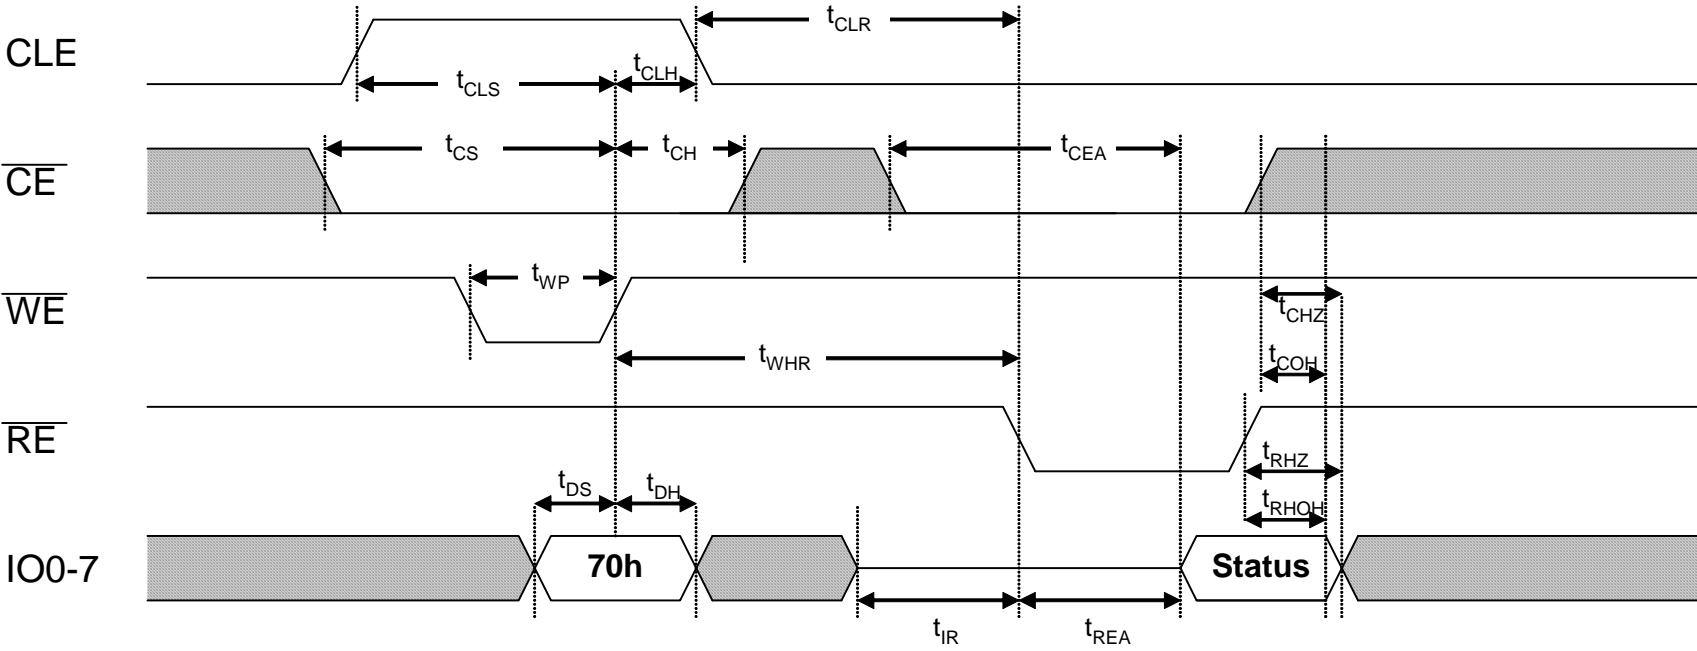 tCLR
CLE
tCLS
tCLH
CE
tCS
tCH
tCEA
WE
tWP
tCHZ
tWHR
tCOH
RE
tRHZ
tDS
tDH
tRHOH
IO0-7
70h
Status
tIR
tREA